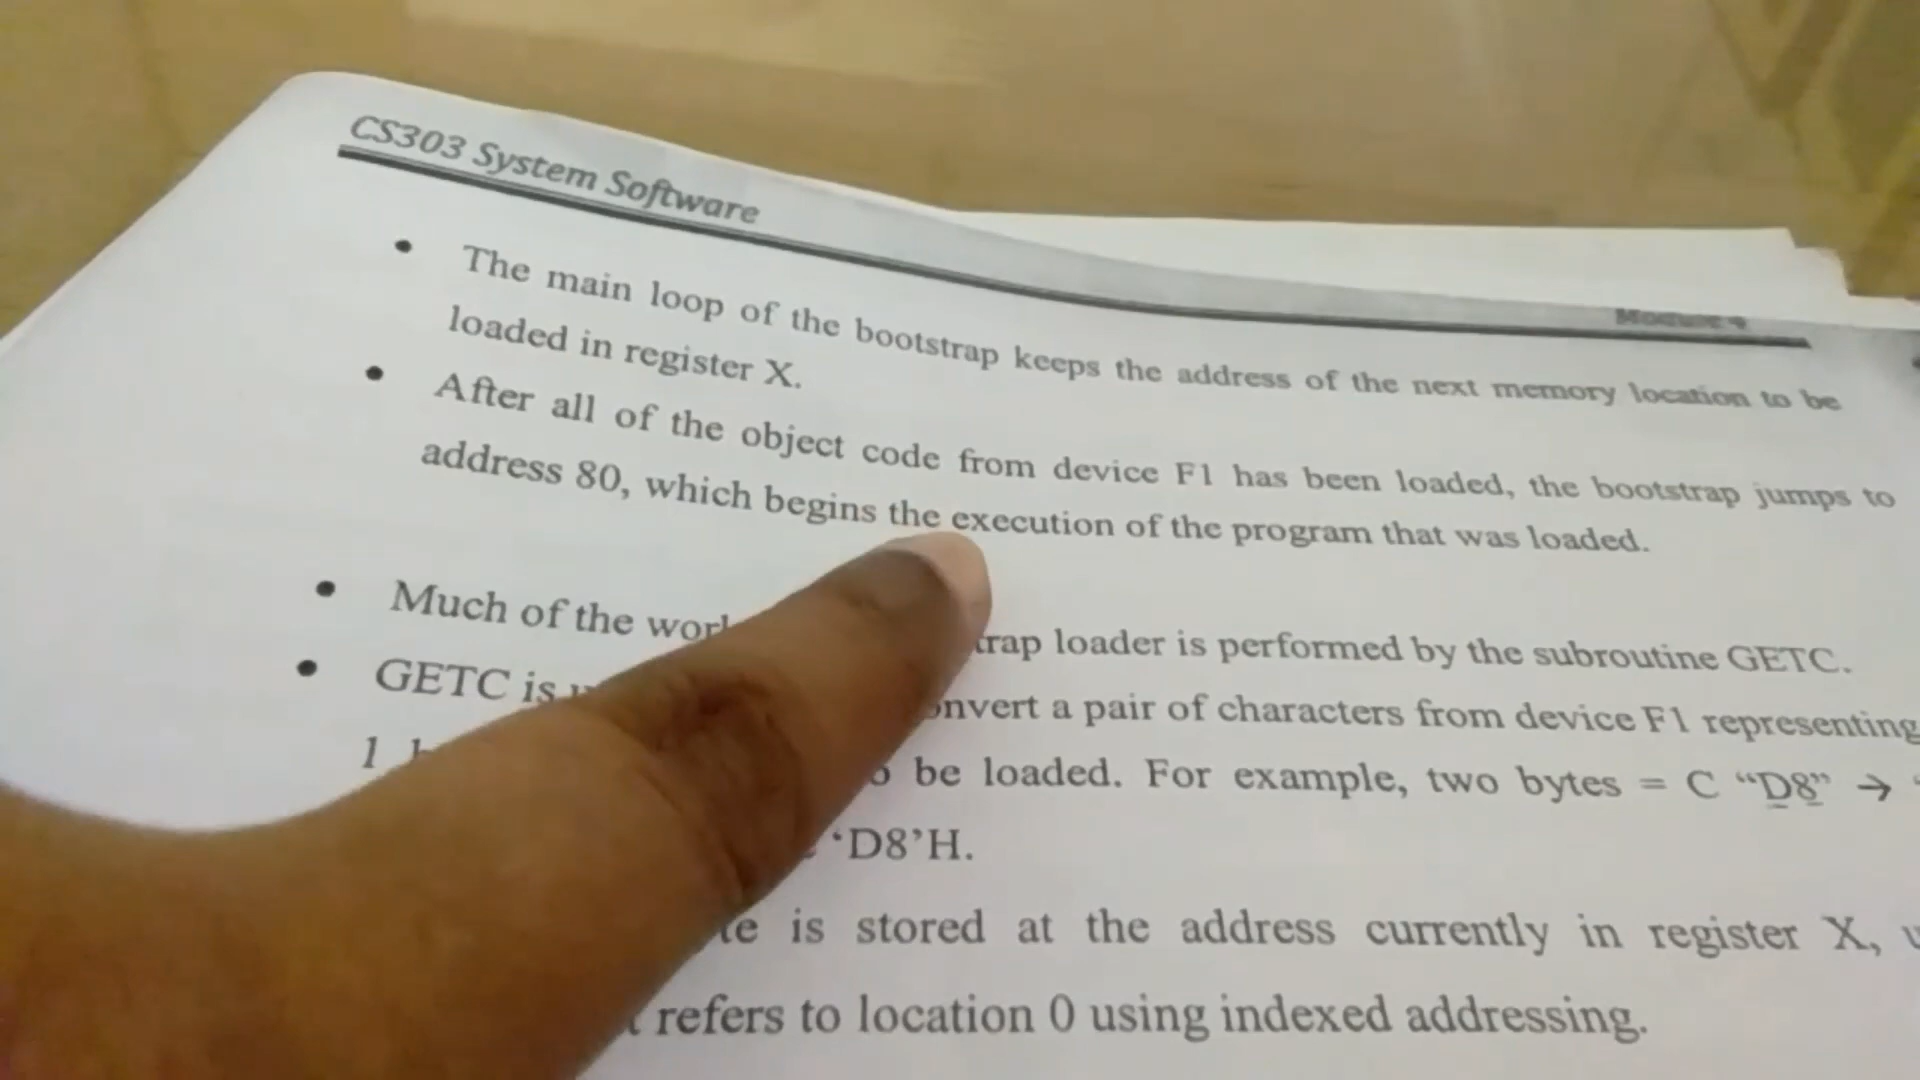 CS303 System Software
Module 4
• The main loop of the bootstrap keeps the address of the next memory location to be
loaded in register X.
• After all of the object code from device F1 has been loaded, the bootstrap jumps to
address 80, which begins the execution of the program that was loaded.
• Much of the trap loader is performed by the subroutine GETC.
• GETC is a pair of characters from device F1 representing
1 be loaded. For example, two bytes = C “D8” →
‘D8’H.
is stored at the address currently in register X,
refers to location 0 using indexed addressing.